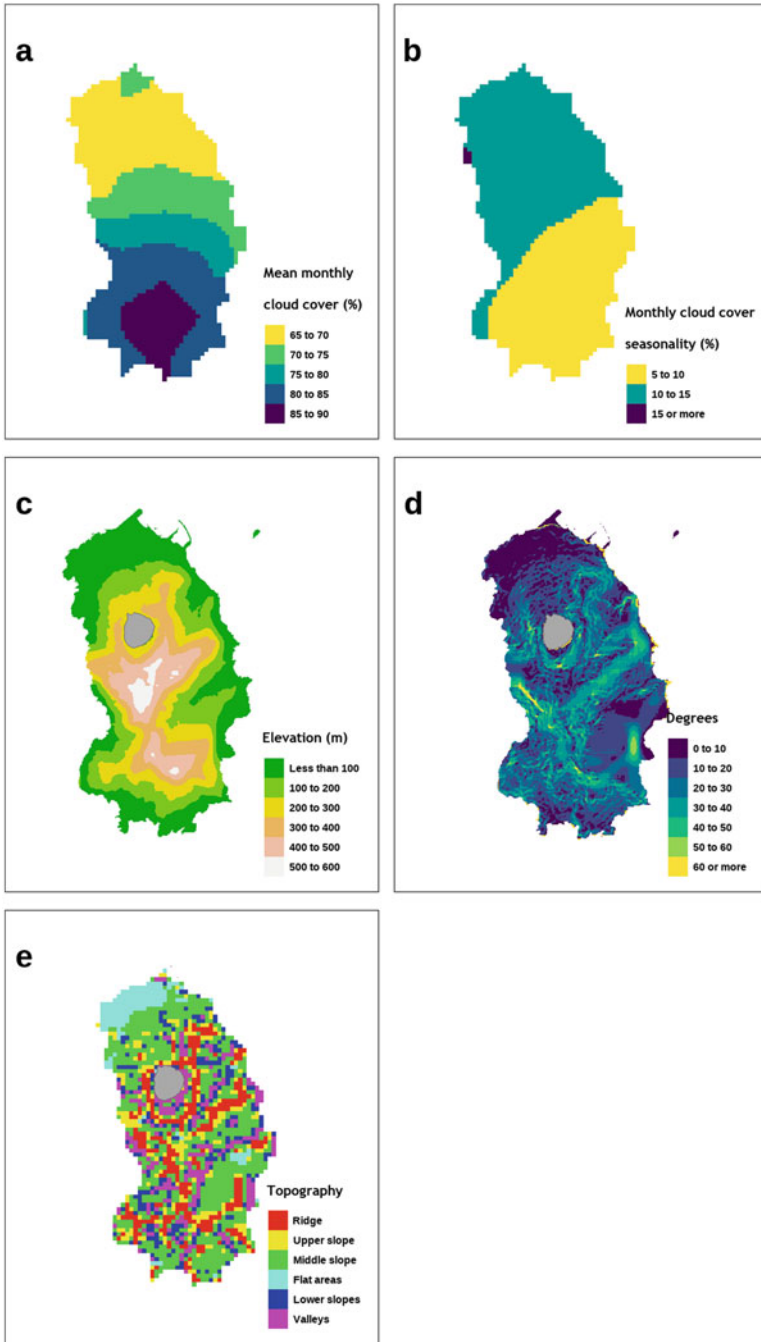 a
Mean monthly
cloud cover (%)
65 to 70
70 to 75
75 to 80
80 to 85
85 to 90
b
Monthly cloud cover
seasonality (%)
5 to 10
10 to 15
15 or more
c
Elevation (m)
Less than 100
100 to 200
200 to 300
300 to 400
400 to 500
500 to 600
d
Degrees
0 to 10
10 to 20
20 to 30
30 to 40
40 to 50
50 to 60
60 or more
e
Topography
Ridge
Upper slope
Middle slope
Flat areas
Lower slopes
Valleys